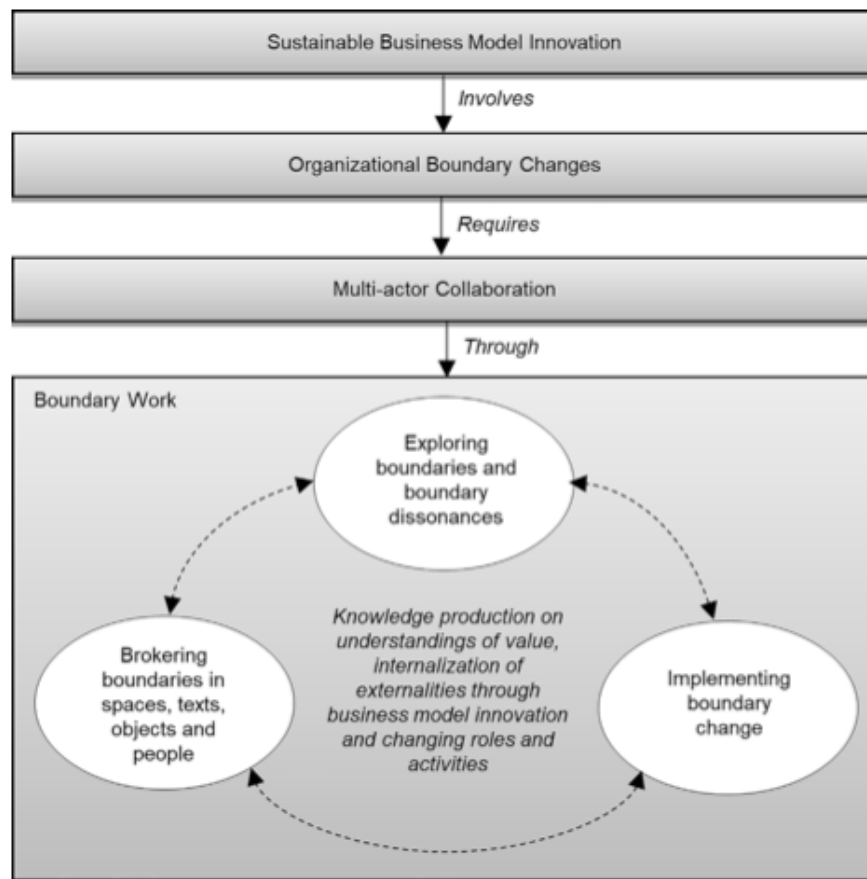 Sustainable Business Model Innovation
Involves
Organizational Boundary Changes
Requires
Multi-actor Collaboration
Through
Boundary Work
Exploring
boundaries and
boundary
dissonances
Knowledge production on
understandings of value,
internalization of
externalities through
business model innovation
and changing roles and
activities
Brokering
boundaries in
spaces, texts,
objects and
people
Implementing
boundary
change